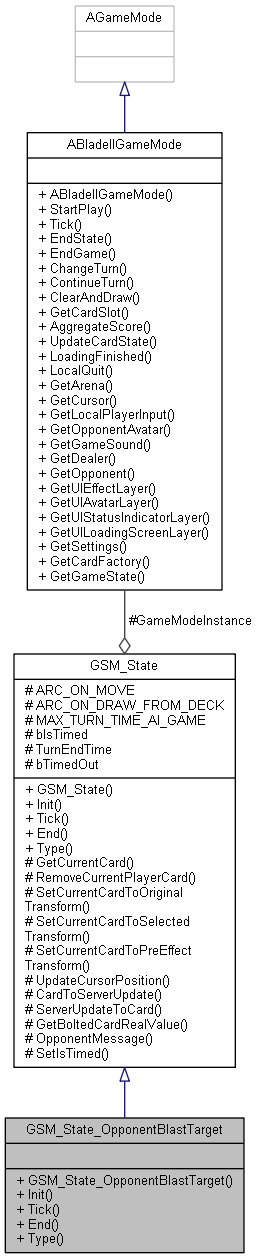 AGameMode
ABladeIIGameMode
+ ABladeIIGameMode()
+ StartPlay()
+ Tick()
+ EndState()
+ EndGame()
+ ChangeTurn()
+ ContinueTurn()
+ ClearAndDraw()
+ GetCardSlot()
+ AggregateScore()
+ UpdateCardState()
+ LoadingFinished()
+ LocalQuit()
+ GetArena()
+ GetCursor()
+ GetLocalPlayerInput()
+ GetOpponentAvatar()
+ GetGameSound()
+ GetDealer()
+ GetOpponent()
+ GetUIEffectLayer()
+ GetUIAvatarLayer()
+ GetUIStatusIndicatorLayer()
+ GetUILoadingScreenLayer()
+ GetSettings()
+ GetCardFactory()
+ GetGameState()
#GameModeInstance
GSM_State
# ARC_ON_MOVE
# ARC_ON_DRAW_FROM_DECK
# MAX_TURN_TIME_AI_GAME
# bIsTimed
# TurnEndTime
# bTimedOut
+ GSM_State()
+ Init()
+ Tick()
+ End()
+ Type()
# GetCurrentCard()
# RemoveCurrentPlayerCard()
# SetCurrentCardToOriginal
Transform()
# SetCurrentCardToSelected
Transform()
# SetCurrentCardToPreEffect
Transform()
# UpdateCursorPosition()
# CardToServerUpdate()
# ServerUpdateToCard()
# GetBoltedCardRealValue()
# OpponentMessage()
# SetIsTimed()
GSM_State_OpponentBlastTarget
+ GSM_State_OpponentBlastTarget()
+ Init()
+ Tick()
+ End()
+ Type()